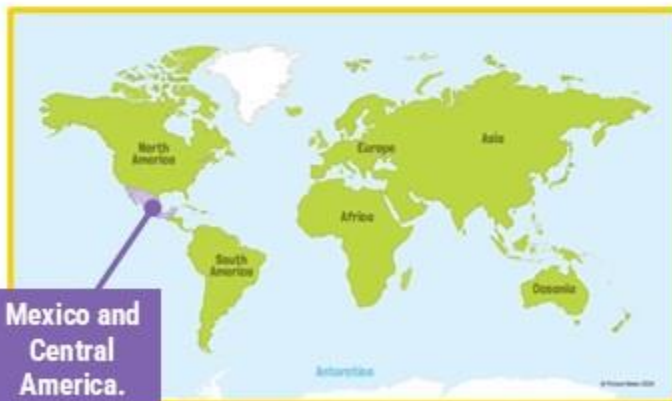 North
America
Europe
Asia
Africa
South
America
Oceania
Mexico and
Central
America.
Antarctica